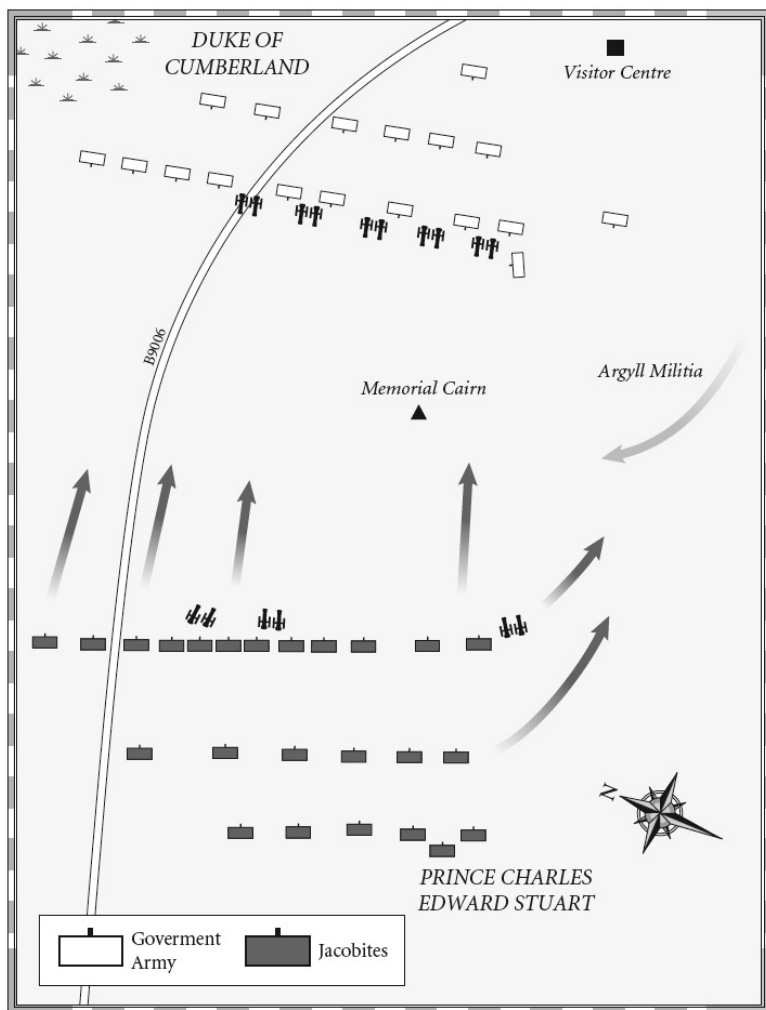 DUKE OF
CUMBERLAND
Visitor Centre
B9006
Memorial Cairn
Argyll Militia
N
PRINCE CHARLES
EDWARD STUART
Goverment
Army
Jacobites